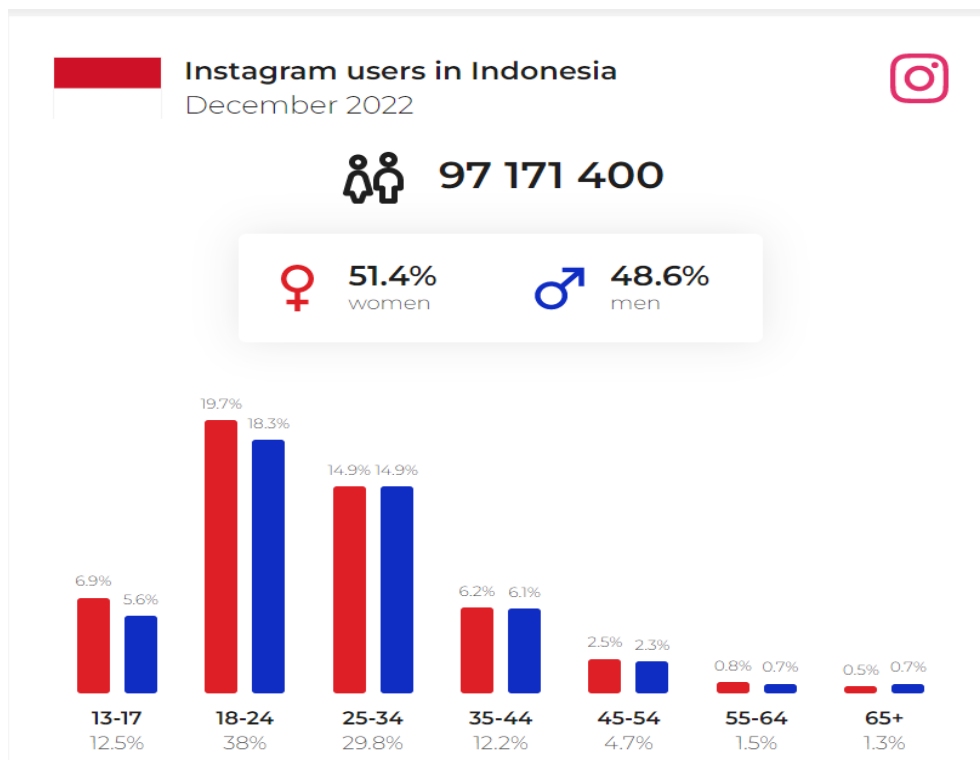 Instagram users in Indonesia
December 2022
97 171 400
51.4%
women
48.6%
men
6.9% 5.6% 19.7% 18.3% 14.9% 14.9% 6.2% 6.1% 2.5% 2.3% 0.8% 0.7% 0.5% 0.7%
13-17 18-24 25-34 35-44 45-54 55-64 65+
12.5% 38% 29.8% 12.2% 4.7% 1.5% 1.3%